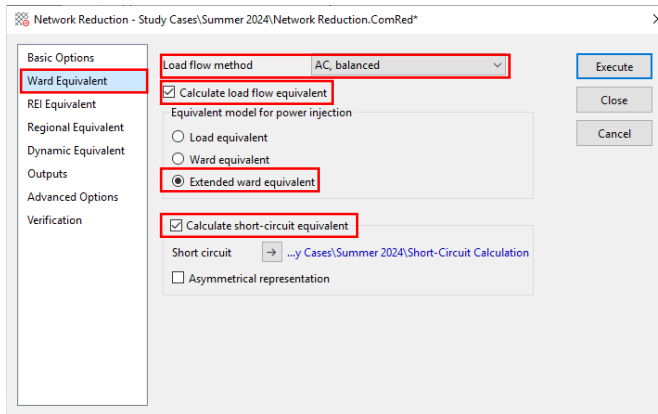 Network Reduction - Study Cases\Summer 2024\Network Reduction.ComRed*
Basic Options
Ward Equivalent
REI Equivalent
Regional Equivalent
Dynamic Equivalent
Outputs
Advanced Options
Verification
Load flow method AC, balanced
Calculate load flow equivalent
Equivalent model for power injection
Load equivalent
Ward equivalent
Extended ward equivalent
Calculate short-circuit equivalent
Short circuit → ...y Cases\Summer 2024\Short-Circuit Calculation
Asymmetrical representation
Execute
Close
Cancel